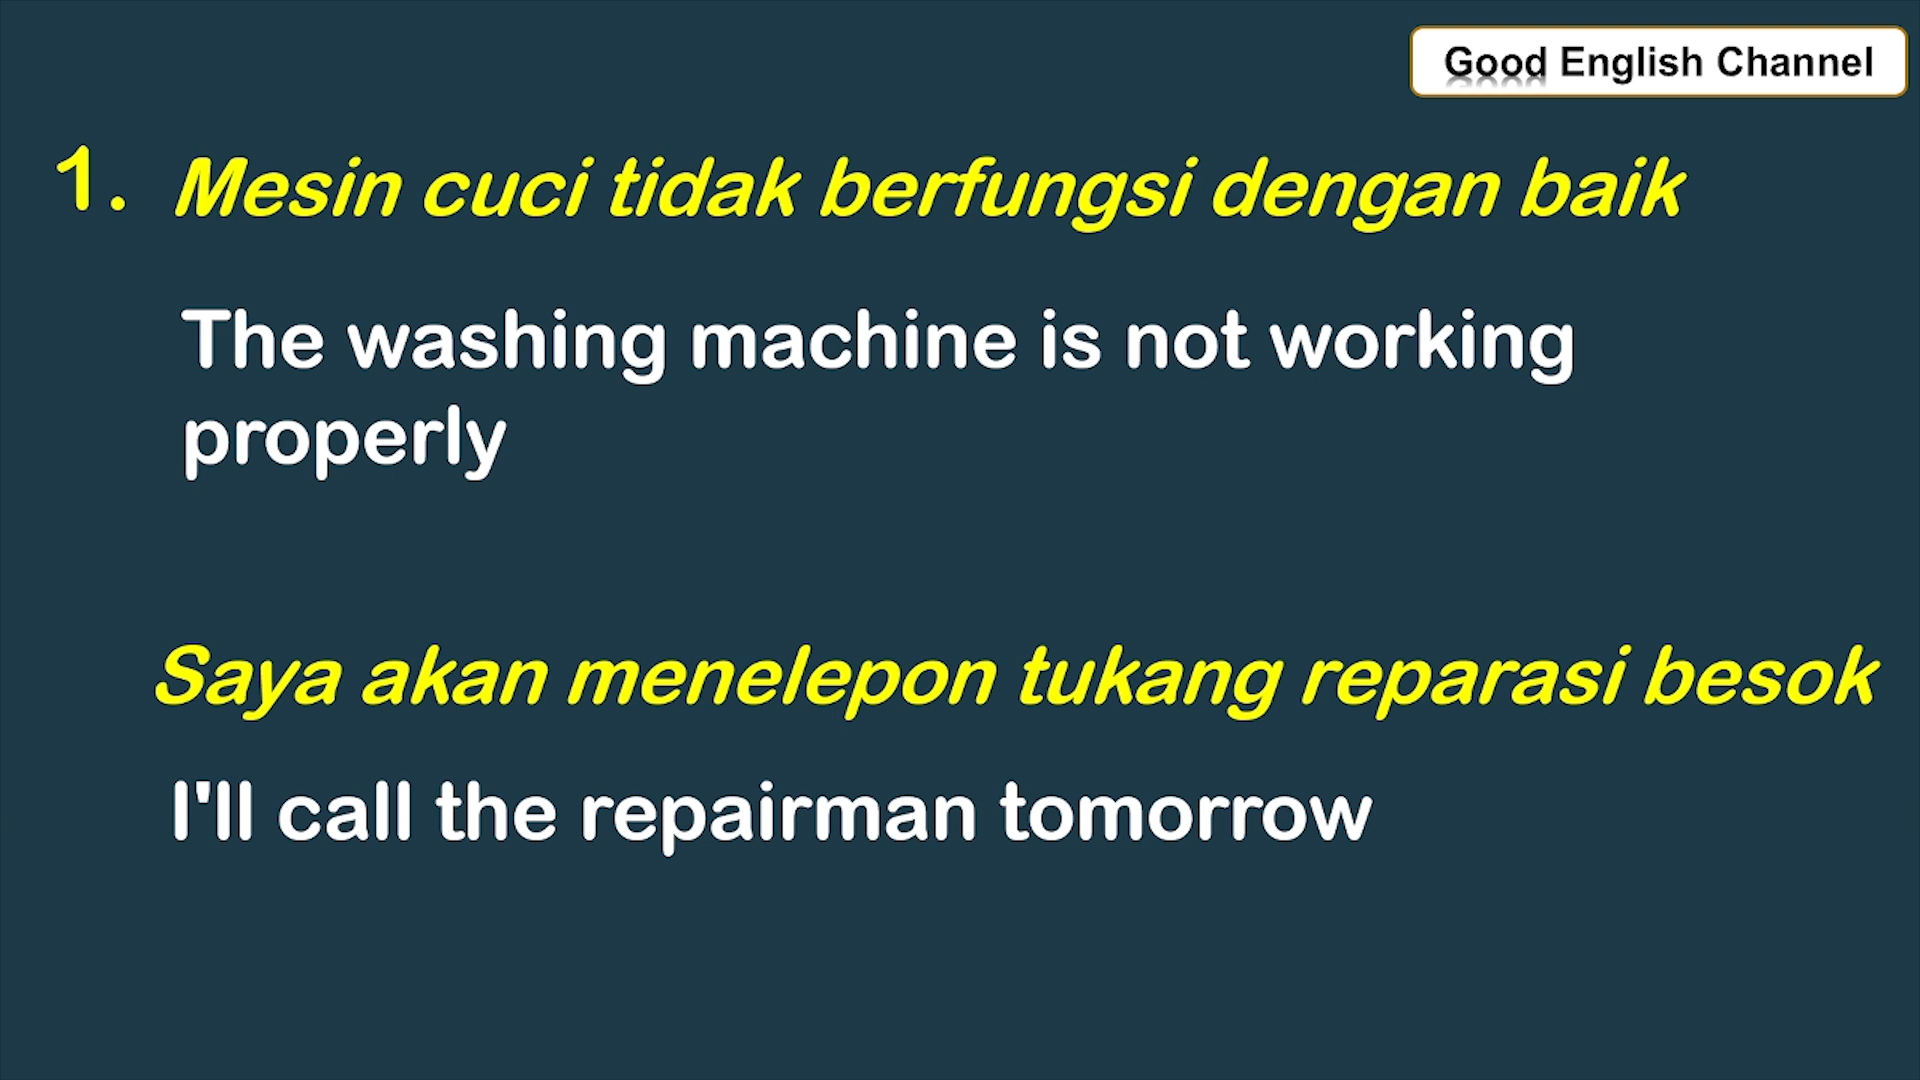 Good English Channel
1. Mesin cuci tidak berfungsi dengan baik
The washing machine is not working
properly
Saya akan menelepon tukang reparasi besok
I'll call the repairman tomorrow